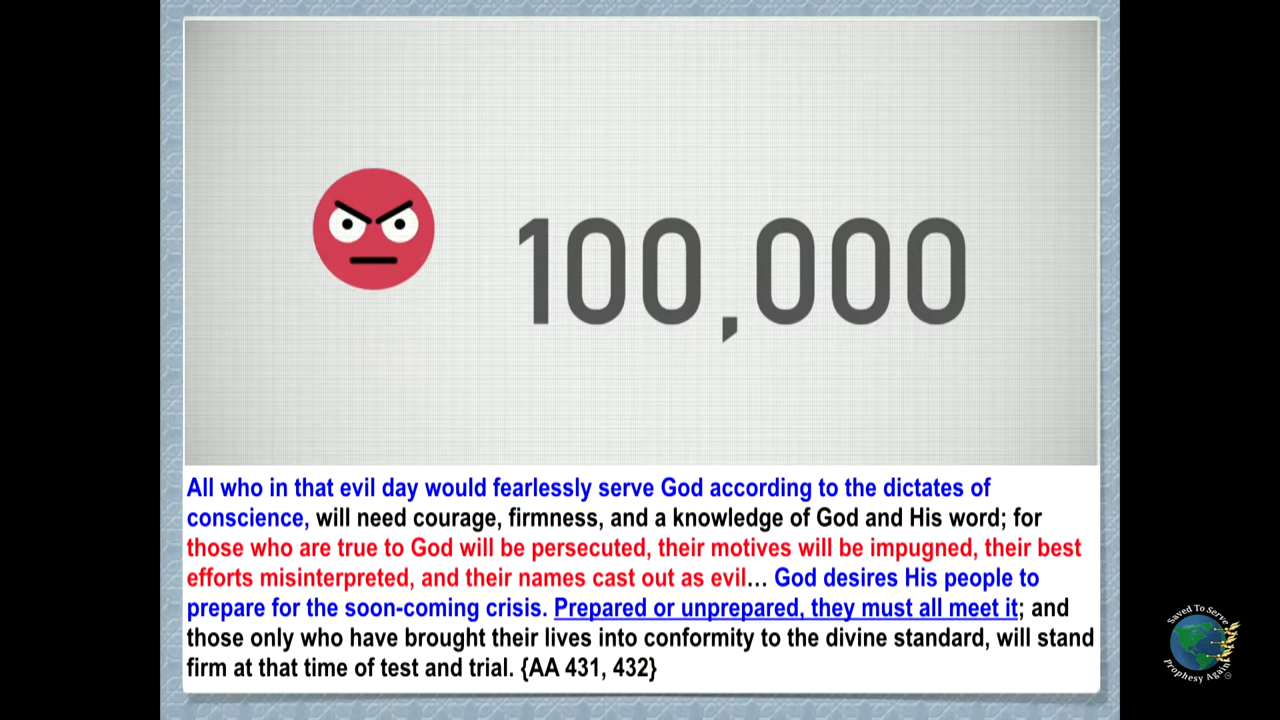 100,000
All who in that evil day would fearlessly serve God according to the dictates of
conscience, will need courage, firmness, and a knowledge of God and His word; for
those who are true to God will be persecuted, their motives will be impugned, their best
efforts misinterpreted, and their names cast out as evil… God desires His people to
prepare for the soon-coming crisis. Prepared or unprepared, they must all meet it; and
those only who have brought their lives into conformity to the divine standard, will stand
firm at that time of test and trial. {AA 431, 432}
Saved To Serve
Prophesy Again